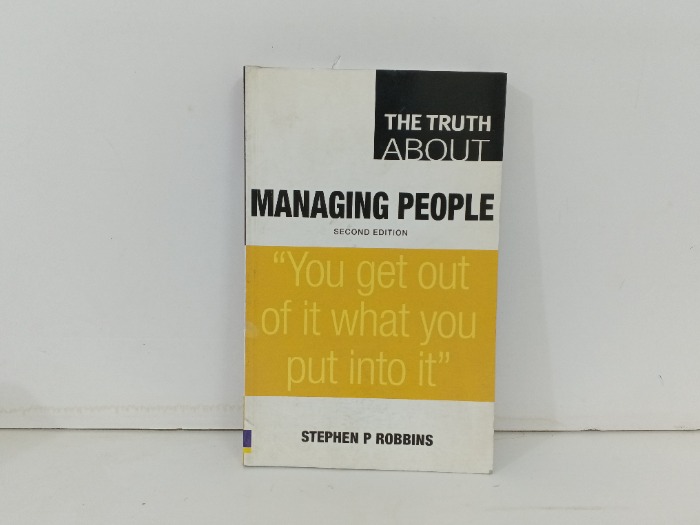 THE TRUTH
ABOUT
MANAGING PEOPLE
SECOND EDITION
“You get out
of it what you
put into it”
STEPHEN P ROBBINS